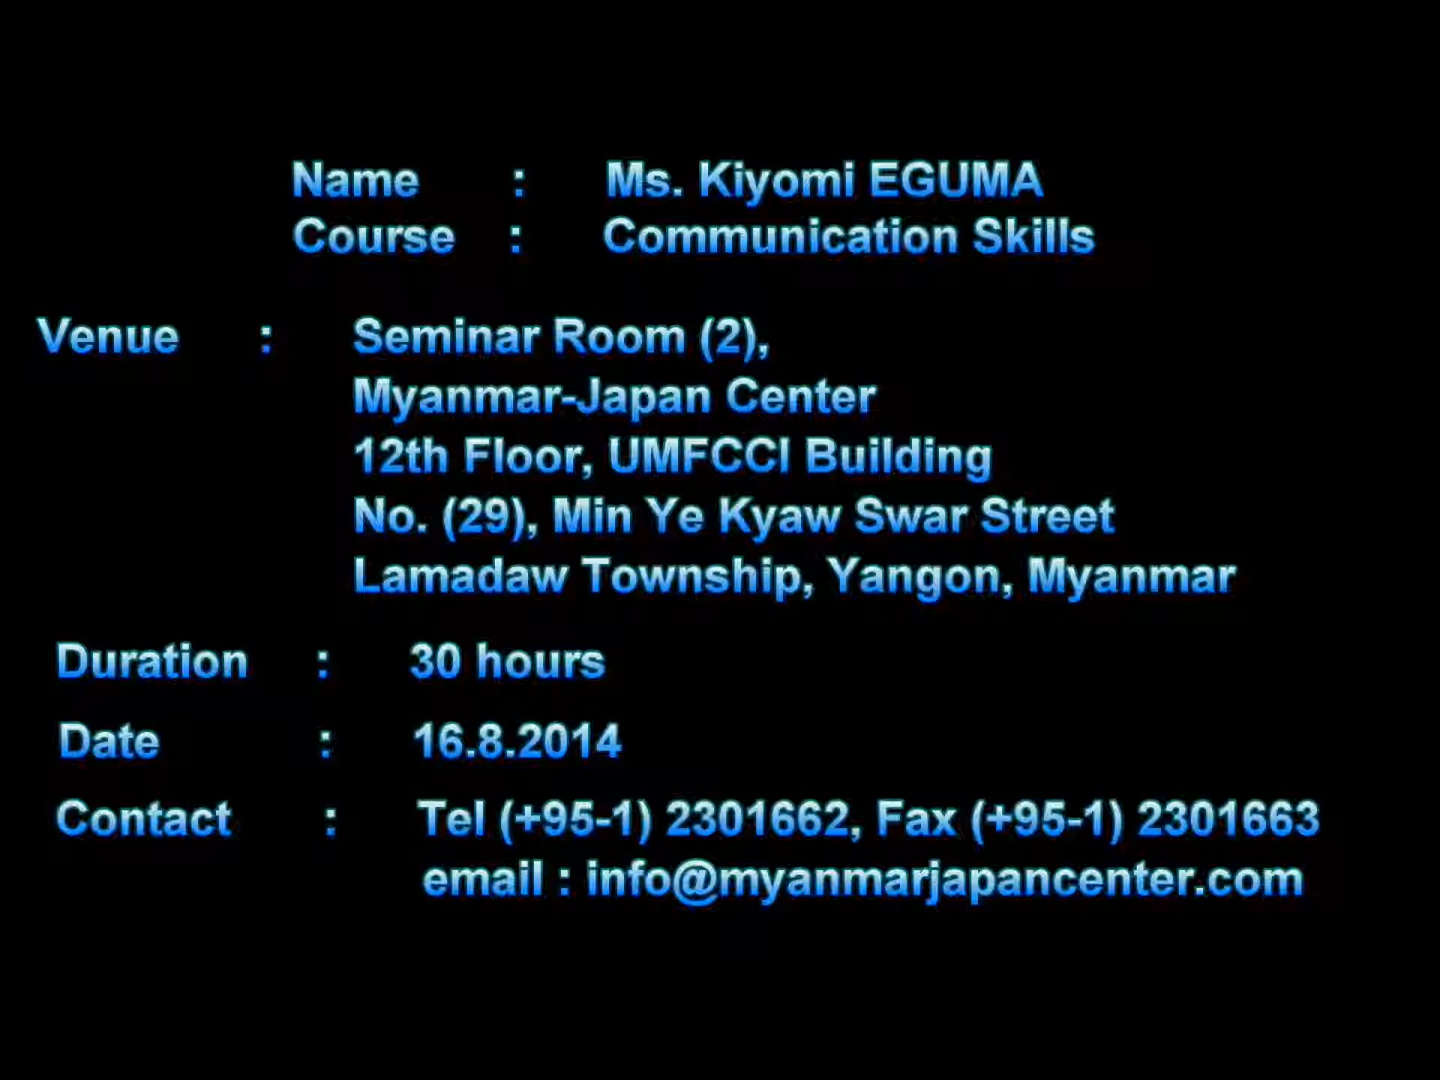 Name : Ms. Kiyomi EGUMA
Course : Communication Skills
Venue : Seminar Room (2),
Myanmar-Japan Center
12th Floor, UMFCCI Building
No. (29), Min Ye Kyaw Swar Street
Lamadaw Township, Yangon, Myanmar
Duration : 30 hours
Date : 16.8.2014
Contact : Tel (+95-1) 2301662, Fax (+95-1) 2301663
email : info@myanmarjapancenter.com